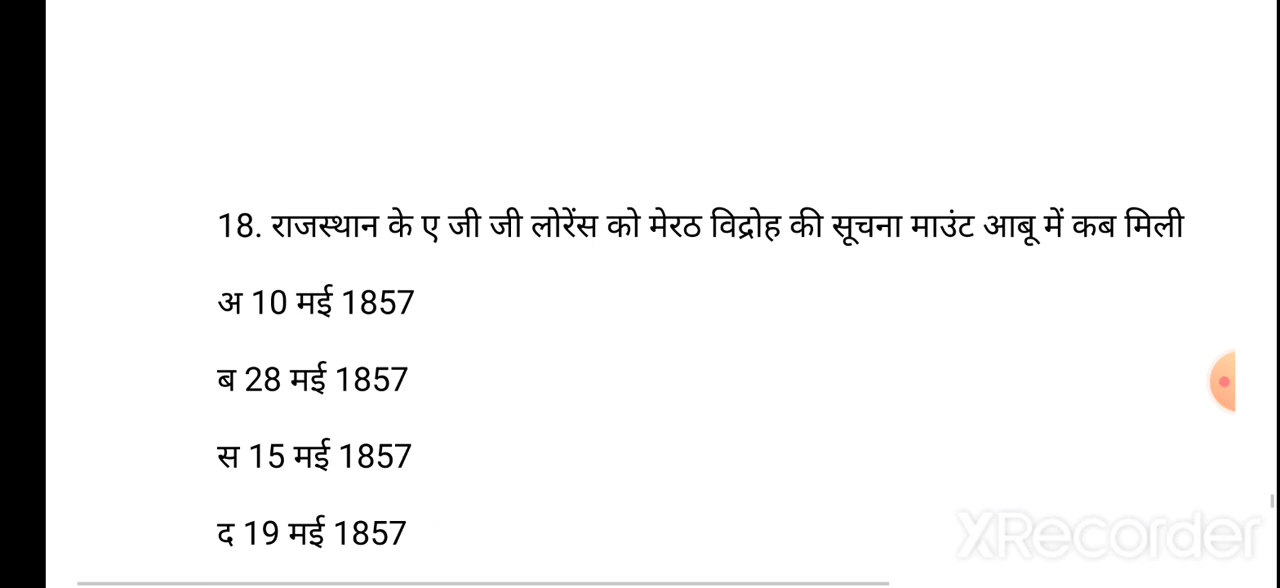 18. राजस्थान के ए जी जी लोरेंस को मेरठ विद्रोह की सूचना माउंट आबू में कब मिली
अ 10 मई 1857
ब 28 मई 1857
स 15 मई 1857
द 19 मई 1857
XRecorder